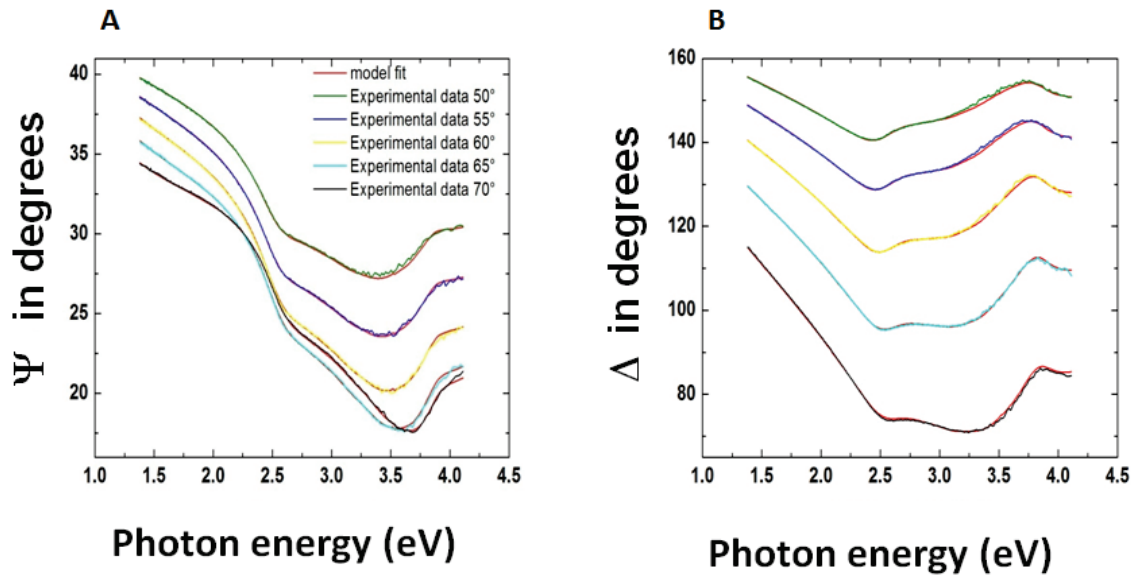 A
Ψ in degrees
40
35
30
25
20
model fit
Experimental data 50°
Experimental data 55°
Experimental data 60°
Experimental data 65°
Experimental data 70°
1.0 1.5 2.0 2.5 3.0 3.5 4.0 4.5
Photon energy (eV)
B
Δ in degrees
160
140
120
100
80
1.0 1.5 2.0 2.5 3.0 3.5 4.0 4.5
Photon energy (eV)